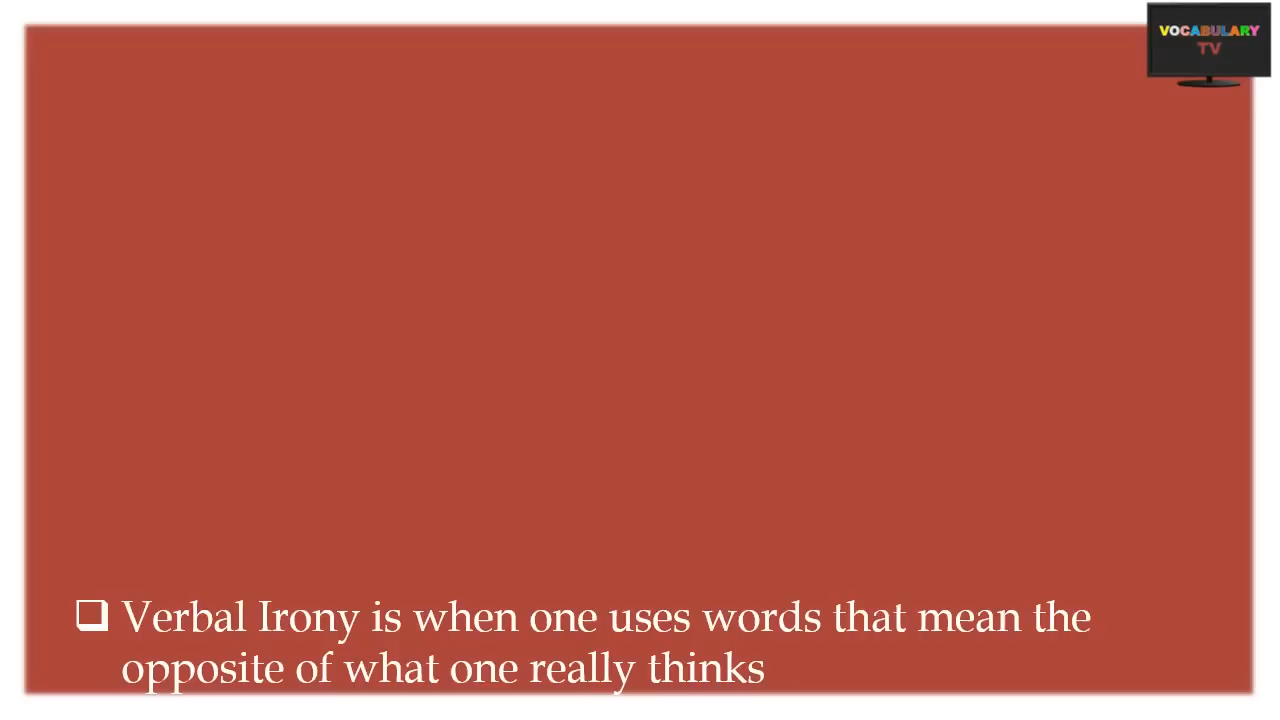 VOCABULARY
TV
Verbal Irony is when one uses words that mean the
opposite of what one really thinks